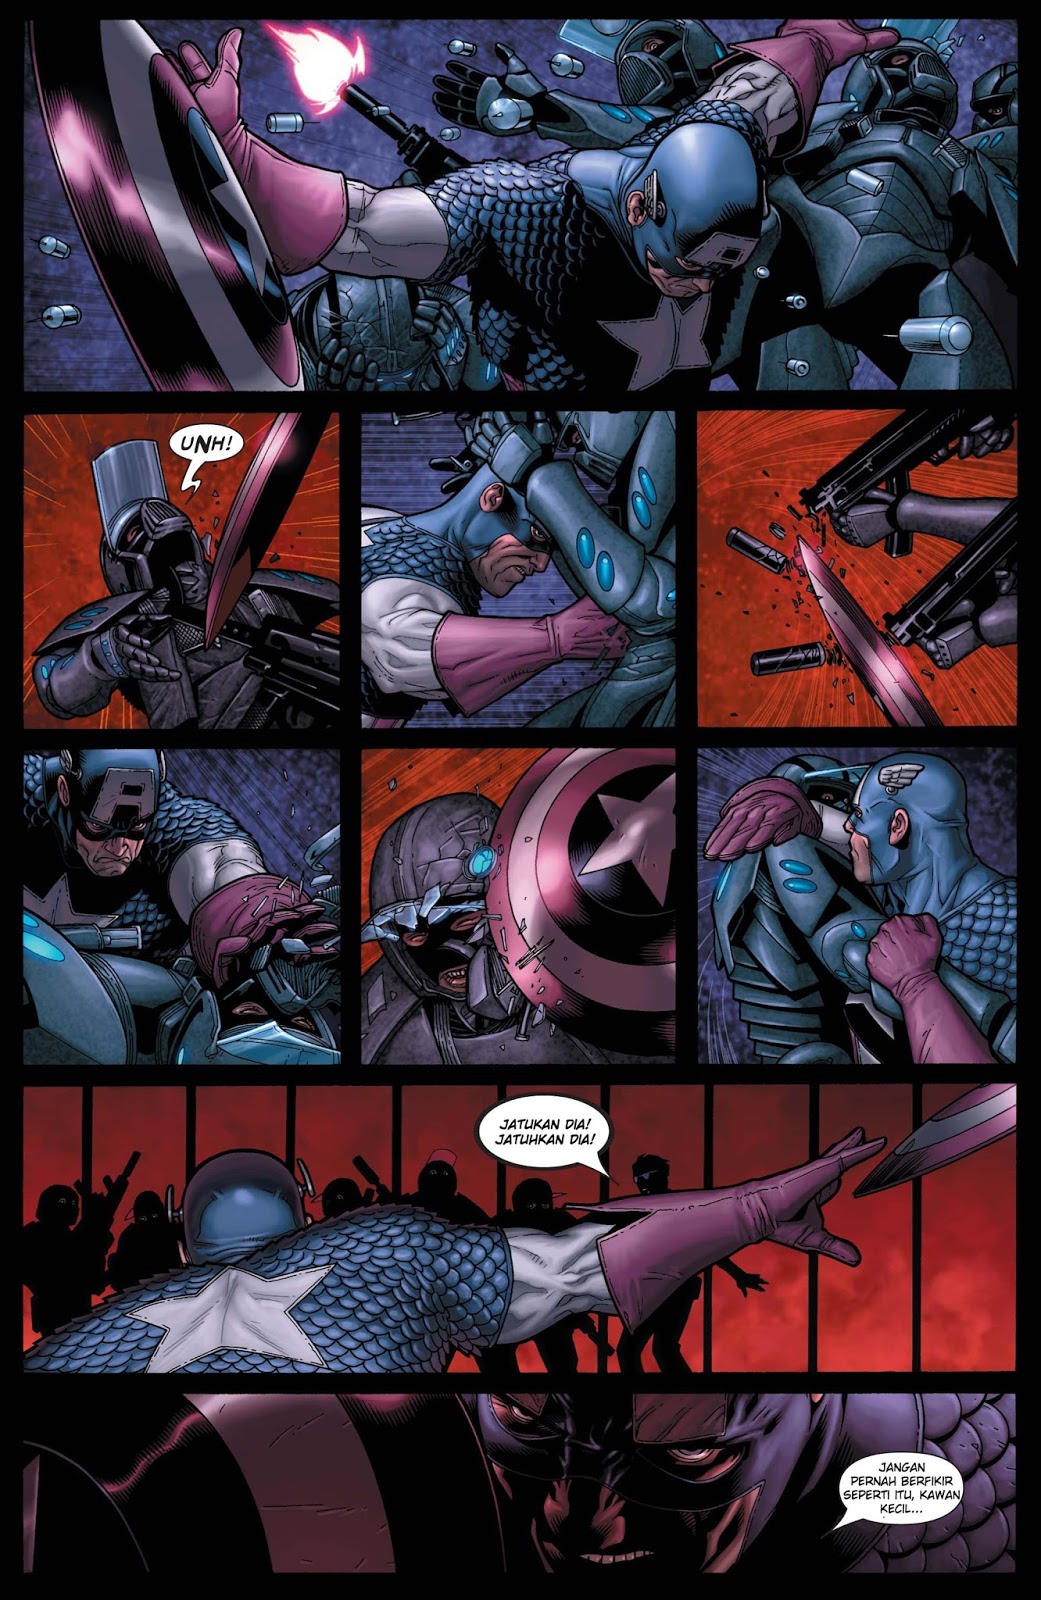 UNH!
JATUKAN DIA!
JATUHKAN DIA!
JANGAN
PERNAH BERFIKIR
SEPERTI ITU, KAWAN
KECIL...